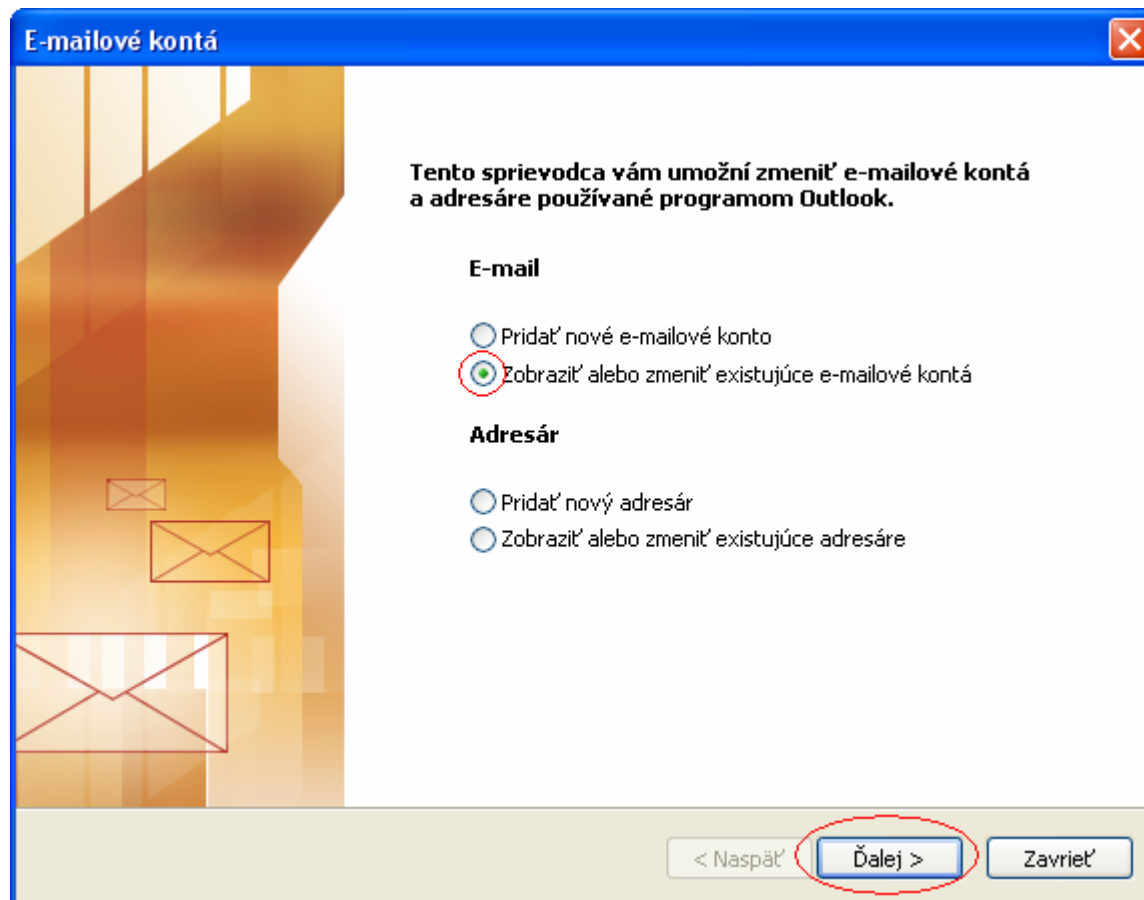 E-mailové kontá
Tento sprievodca vám umožní zmeniť e-mailové kontá
a adresáre používané programom Outlook.
E-mail
Pridať nové e-mailové konto
Zobraziť alebo zmeniť existujúce e-mailové kontá
Adresár
Pridať nový adresár
Zobraziť alebo zmeniť existujúce adresáre
< Naspäť
Ďalej >
Zavrieť